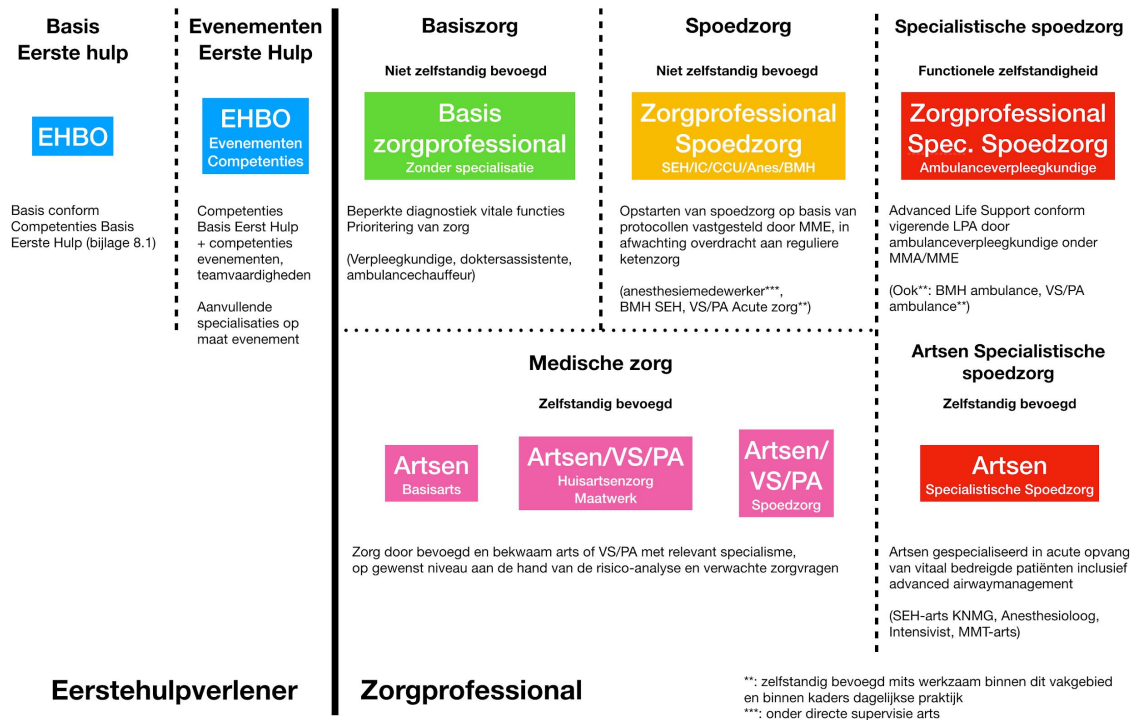 Basis
Eerste hulp
EHBO
Basis conform
Competenties Basis
Eerste Hulp (bijlage 8.1)
Evenementen
Eerste Hulp
EHBO
Evenementen
Competenties
Competenties
Basis Eerst Hulp
+ competenties
evenementen,
teamvaardigheden
Aanvullende
specialisaties op
maat evenement
Basiszorg
Niet zelfstandig bevoegd
Basis
zorgprofessional
Zonder specialisatie
Beperkte diagnostiek vitale functies
Prioritering van zorg
(Verpleegkundige, doktersassistente,
ambulancechauffeur)
Spoedzorg
Niet zelfstandig bevoegd
Zorgprofessional
Spoedzorg
SEH/IC/CCU/Anes/BMH
Opstarten van spoedzorg op basis van
protocollen vastgesteld door MME, in
afwachting overdracht aan reguliere
ketenzorg
(anesthesiemedewerker***,
BMH SEH, VS/PA Acute zorg**)
Specialistische spoedzorg
Functionele zelfstandigheid
Zorgprofessional
Spec. Spoedzorg
Ambulanceverpleegkundige
Advanced Life Support conform
vigerende LPA door
ambulanceverpleegkundige onder
MMA/MME
(Ook**: BMH ambulance, VS/PA
ambulance**)
Medische zorg
Zelfstandig bevoegd
Artsen
Basisarts
Artsen/VS/PA
Huisartsenzorg
Maatwerk
Artsen/
VS/PA
Spoedzorg
Zorg door bevoegd en bekwaam arts of VS/PA met relevant specialisme,
op gewenst niveau aan de hand van de risico-analyse en verwachte zorgvragen
Artsen Specialistische
spoedzorg
Zelfstandig bevoegd
Artsen
Specialistische Spoedzorg
Artsen gespecialiseerd in acute opvang
van vitaal bedreigde patiënten inclusief
advanced airwaymanagement
(SEH-arts KNMG, Anesthesioloog,
Intensivist, MMT-arts)
Eerstehulpverlener
Zorgprofessional
**: zelfstandig bevoegd mits werkzaam binnen dit vakgebied
en binnen kaders dagelijkse praktijk
***: onder directe supervisie arts